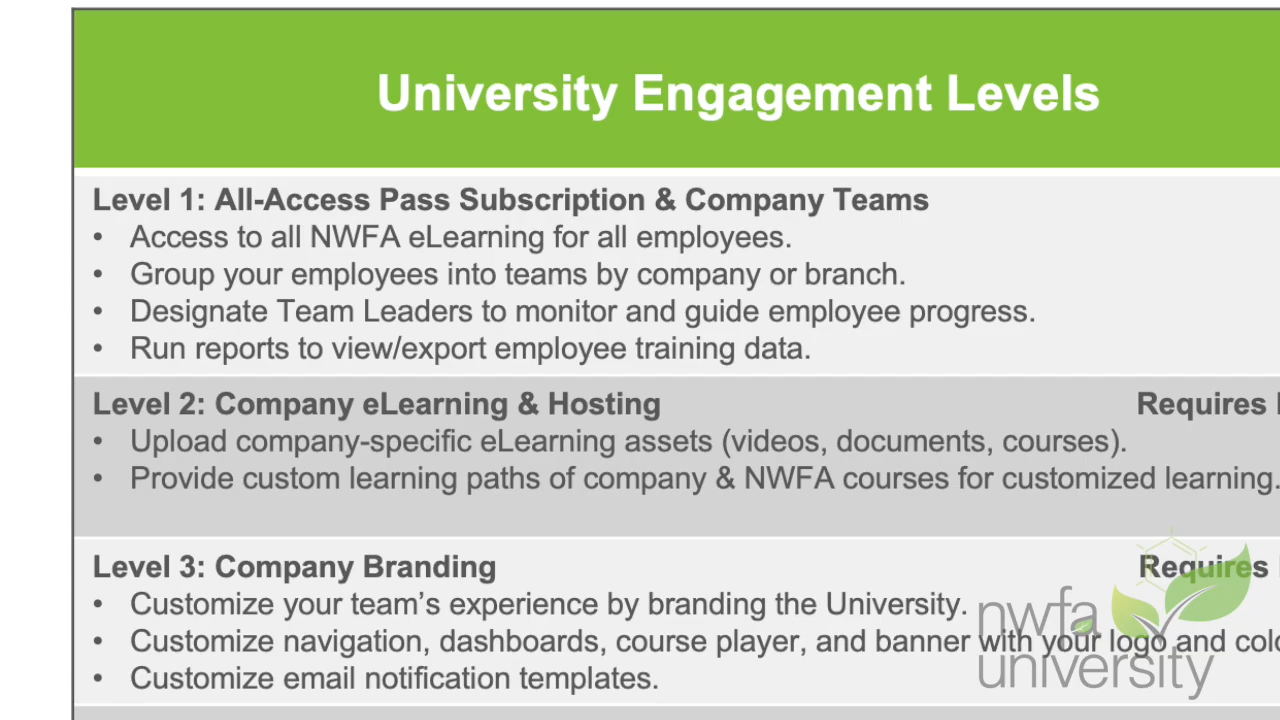 University Engagement Levels
Level 1: All-Access Pass Subscription & Company Teams
• Access to all NWFA eLearning for all employees.
• Group your employees into teams by company or branch.
• Designate Team Leaders to monitor and guide employee progress.
• Run reports to view/export employee training data.
Level 2: Company eLearning & Hosting Requires
• Upload company-specific eLearning assets (videos, documents, courses).
• Provide custom learning paths of company & NWFA courses for customized learning.
Level 3: Company Branding Requires
• Customize your team’s experience by branding the University.
• Customize navigation, dashboards, course player, and banner with your logo and
• Customize email notification templates.
nwfa
university